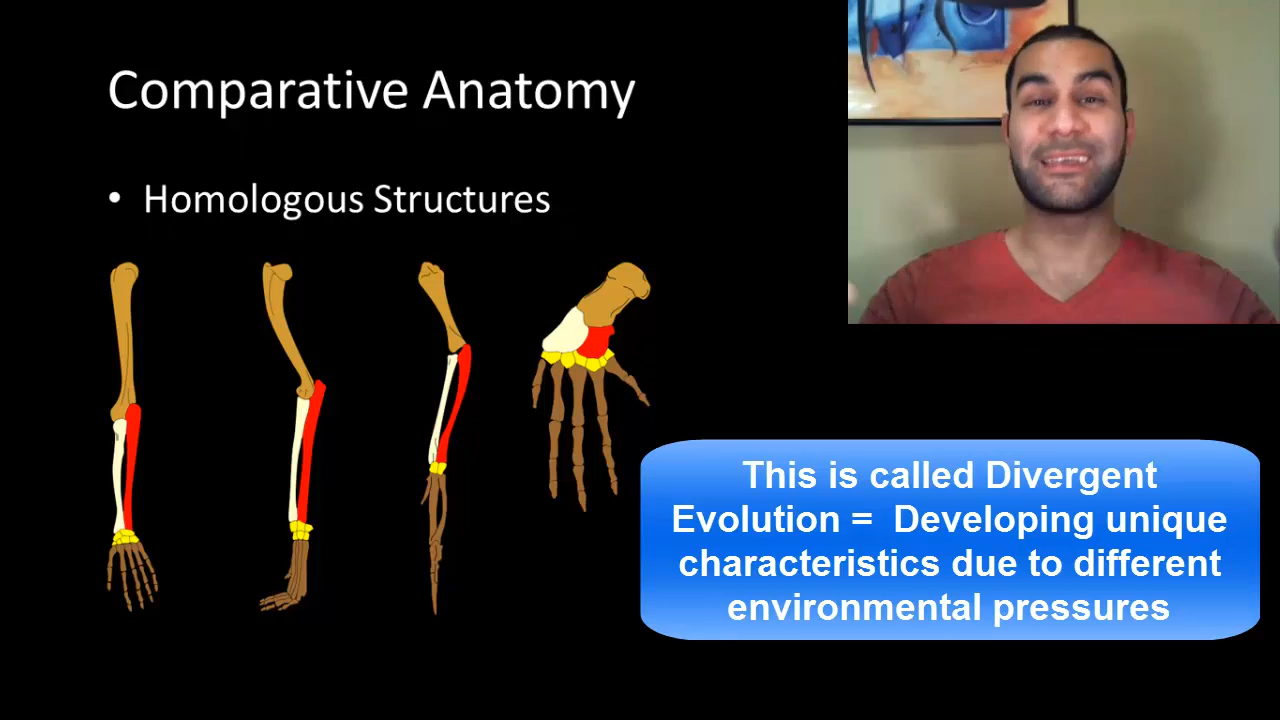 Comparative Anatomy
• Homologous Structures
This is called Divergent
Evolution = Developing unique
characteristics due to different
environmental pressures